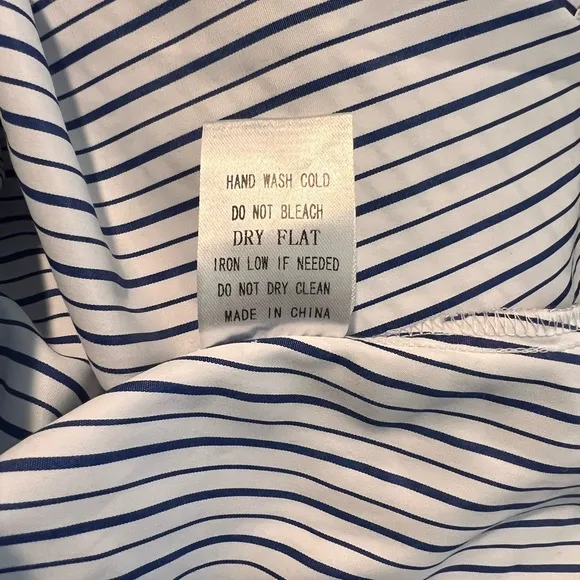 HAND WASH COLD
DO NOT BLEACH
DRY FLAT
IRON LOW IF NEEDED
DO NOT DRY CLEAN
MADE IN CHINA